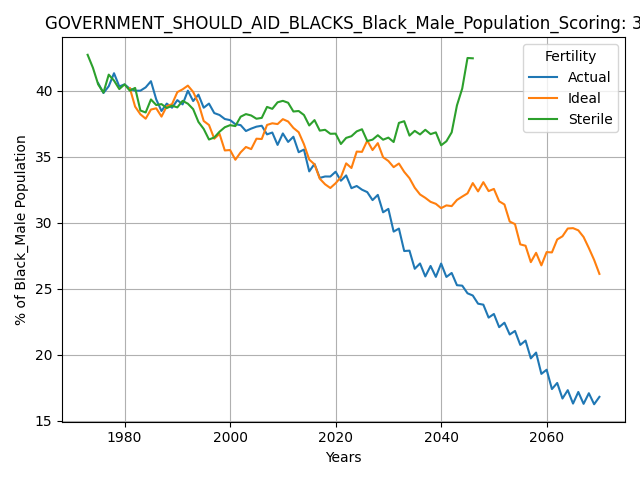 GOVERNMENT_SHOULD_AID_BLACKS_Black_Male_Population_Scoring: 3
Fertility
Actual
Ideal
Sterile
% of Black_Male Population
40
35
30
25
20
15
1980 2000 2020 2040 2060
Years